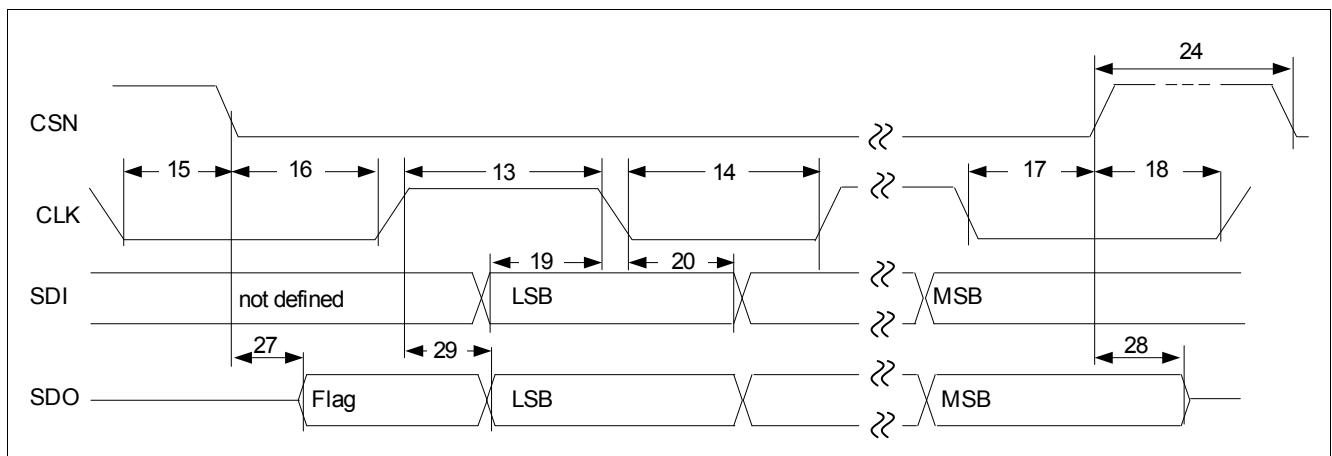 24
CSN
15
16
13
14
17
18
CLK
19
20
SDI
not defined
LSB
MSB
27
29
28
SDO
Flag
LSB
MSB